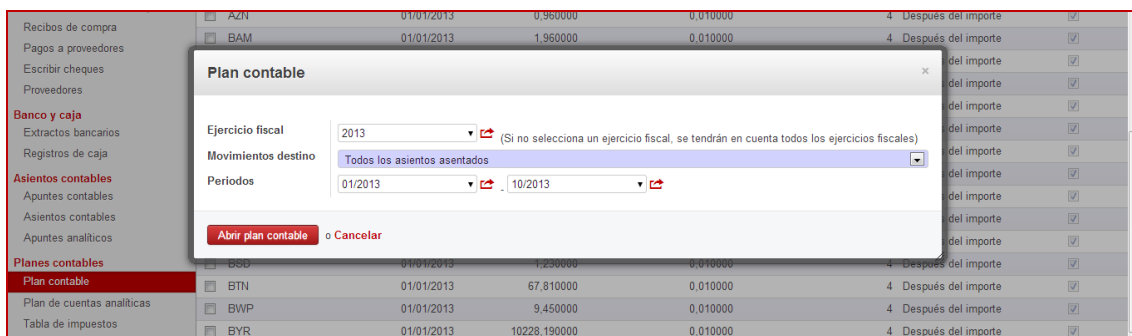 Recibos de compra
Pagos a proveedores
Escribir cheques
Proveedores
Banco y caja
Extractos bancarios
Registros de caja
Asientos contables
Apuntes contables
Asientos contables
Apuntes analíticos
Planes contables
Plan contable
Plan de cuentas analíticas
Tabla de impuestos
AZN 01/01/2013 0,960000 0,010000 4 Después del importe
BAM 01/01/2013 1,960000 0,010000 4 Después del importe
del importe
del importe
del importe
del importe
del importe
del importe
del importe
del importe
del importe
Plan contable ×
Ejercicio fiscal 2013 (Si no selecciona un ejercicio fiscal, se tendrán en cuenta todos los ejercicios fiscales)
Movimientos destino Todos los asientos asentados
Periodos 01/2013 - 10/2013
Abrir plan contable o Cancelar
BSD 01/01/2013 1,230000 0,010000 4 Después del importe
BTN 01/01/2013 67,810000 0,010000 4 Después del importe
BWP 01/01/2013 9,450000 0,010000 4 Después del importe
BYR 01/01/2013 10228,190000 0,010000 4 Después del importe